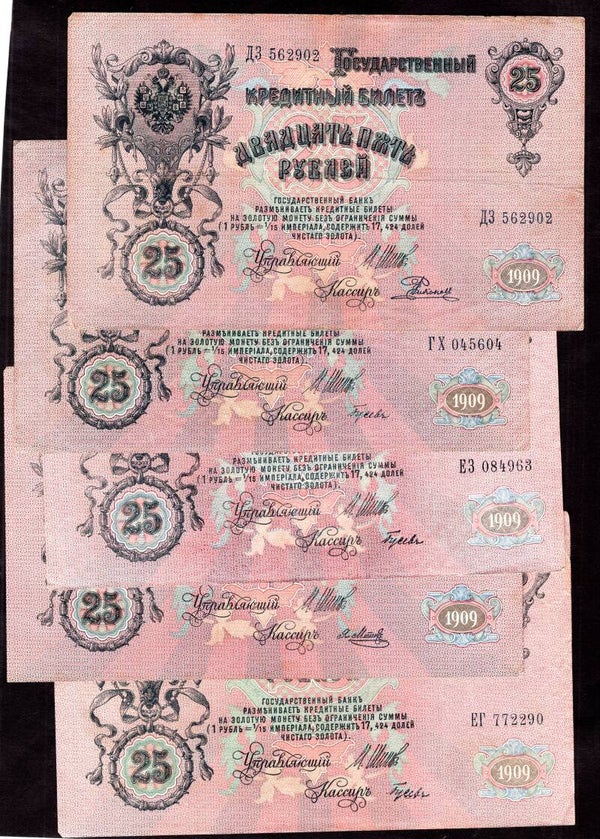 ДЗ 562902
Государственный
25
КРЕДИТНЫЙ БИЛЕТЪ
ДВАДЦАТЬ ПЯТЬ
РУБЛЕЙ
ГОСУДАРСТВЕННЫЙ БАНКЪ
РАЗМѢНИВАЕТЪ КРЕДИТНЫЕ БИЛЕТЫ
НА ЗОЛОТУЮ МОНЕТУ БЕЗЪ ОГРАНИЧЕНІЯ СУММЫ
(1 РУБЛЬ = 1/15 ИМПЕРІАЛА, СОДЕРЖИТЪ 17,424 ДОЛЕЙ
ЧИСТАГО ЗОЛОТА).
ДЗ 562902
25
Управляющій
Кассиръ
1909
РАЗМѢНИВАЕТЪ КРЕДИТНЫЕ БИЛЕТЫ
НА ЗОЛОТУЮ МОНЕТУ БЕЗЪ ОГРАНИЧЕНІЯ СУММЫ
(1 РУБЛЬ = 1/15 ИМПЕРІАЛА, СОДЕРЖИТЪ 17,424 ДОЛЕЙ
ЧИСТАГО ЗОЛОТА).
ГХ 045604
25
Управляющій
Кассиръ Гусевъ
1909
РАЗМѢНИВАЕТЪ КРЕДИТНЫЕ БИЛЕТЫ
НА ЗОЛОТУЮ МОНЕТУ БЕЗЪ ОГРАНИЧЕНІЯ СУММЫ
(1 РУБЛЬ = 1/15 ИМПЕРІАЛА, СОДЕРЖИТЪ 17,424 ДОЛЕЙ
ЧИСТАГО ЗОЛОТА).
ЕЗ 084963
25
Управляющій
Кассиръ Гусевъ
1909
25
Управляющій
Кассиръ
1909
ГОСУДАРСТВЕННЫЙ БАНКЪ
РАЗМѢНИВАЕТЪ КРЕДИТНЫЕ БИЛЕТЫ
НА ЗОЛОТУЮ МОНЕТУ БЕЗЪ ОГРАНИЧЕНІЯ СУММЫ
(1 РУБЛЬ = 1/15 ИМПЕРІАЛА, СОДЕРЖИТЪ 17,424 ДОЛЕЙ
ЧИСТАГО ЗОЛОТА).
ЕГ 772290
25
Управляющій
Кассиръ Гусевъ
1909